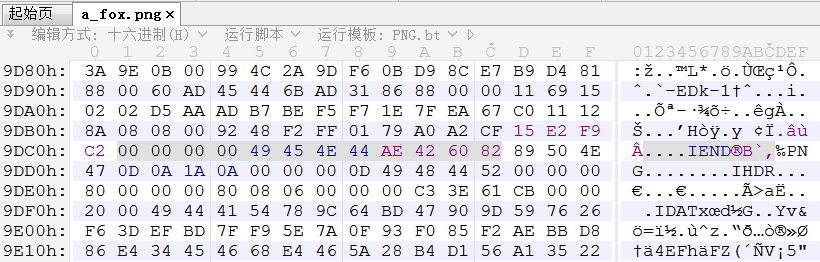 起始页 a_fox.png ×
编辑方式: 十六进制(H) 运行脚本 运行模板: PNG.bt
0 1 2 3 4 5 6 7 8 9 A B Č D E F 0123456789ABČDEF
9D80h: 3A 9E 0B 00 99 4C 2A 9D F6 0B D9 8C E7 B9 D4 81 :ž..™L*.ö.ÙŒç¹Ô.
9D90h: 88 00 60 AD 45 44 6B AD 31 86 88 00 00 11 69 15 ˆ.`-EDk-1†ˆ...i.
9DA0h: 02 02 D5 AA AD B7 BE F5 F7 1E 7F EA 67 C0 11 12 ..Õª-·¾õ÷..êgÀ..
9DB0h: 8A 08 08 00 92 48 F2 FF 01 79 A0 A2 CF 15 E2 F9 Š...’Hòÿ.y ¢Ï.âù
9DC0h: C2 00 00 00 00 49 45 4E 44 AE 42 60 82 89 50 4E Â....IEND®B`‚‰PN
9DD0h: 47 0D 0A 1A 0A 00 00 00 0D 49 48 44 52 00 00 00 G........IHDR...
9DE0h: 80 00 00 00 80 08 06 00 00 00 C3 3E 61 CB 00 00 €...€.....Ã>aË..
9DF0h: 20 00 49 44 41 54 78 9C 64 BD 47 90 9D 59 76 26 .IDATxœd½G..Yv&
9E00h: F6 3D EF BD 7F F9 5E 7A 0F 93 F0 85 F2 AE BB D8 ö=ï½.ù^z.“ð…ò®»Ø
9E10h: 86 E4 34 45 46 68 E4 46 5A 28 B4 D1 56 A1 35 22 †ä4EFhäFZ(´ÑV¡5"